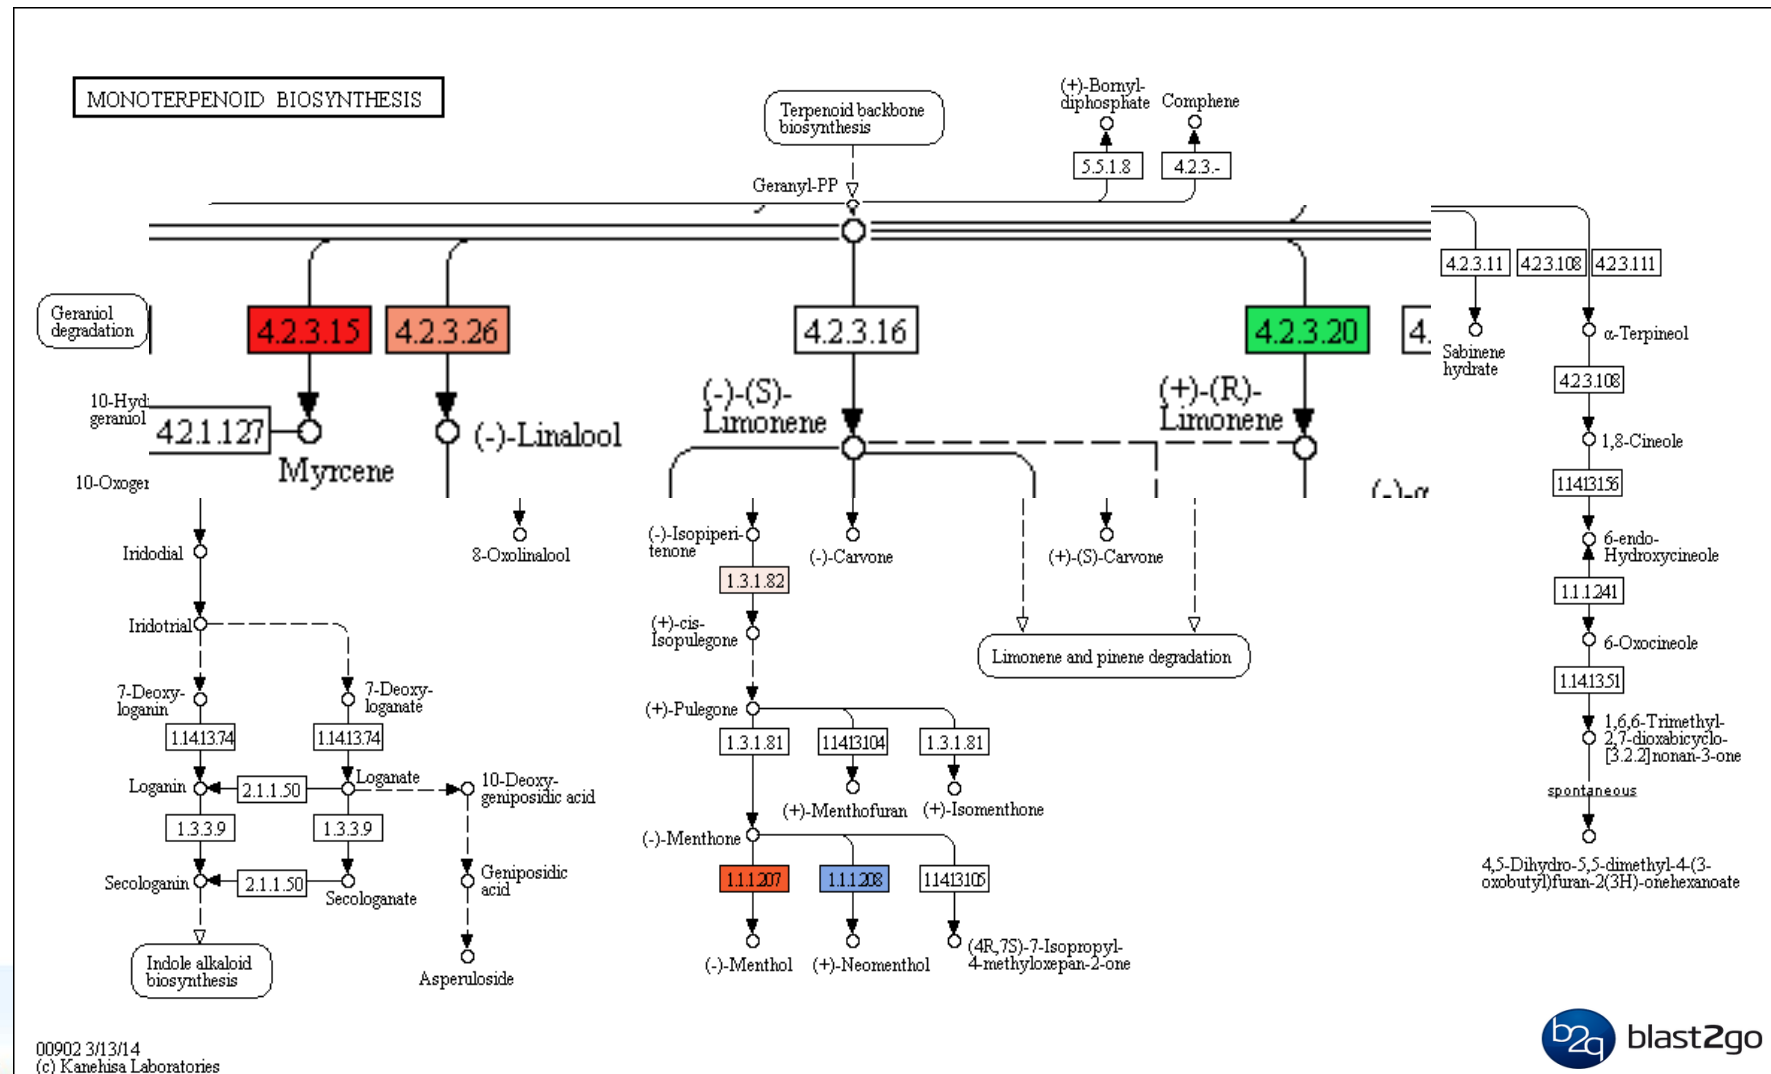 MONOTERPENOID BIOSYNTHESIS
Terpenoid backbone
biosynthesis
(+)-Bornyl-
diphosphate
Comphene
5.5.1.8
4.2.3.-
Geranyl-PP
4.2.3.11
4.2.3.108
4.2.3.111
Geraniol
degradation
4.2.3.15
4.2.3.26
4.2.3.16
4.2.3.20
4.
Sabinene
hydrate
α-Terpineol
4.2.3.108
10-Hyd
geraniol
4.2.1.127
Myrcene
(-)-Linalool
(-)-(S)-
Limonene
(+)-(R)-
Limonene
1,8-Cineole
10-Oxoger
1.14.13.156
Iridodial
8-Oxolinalool
(-)-Isopiperi-
tenone
(-)-Carvone
(+)-(S)-Carvone
6-endo-
Hydroxycineole
1.3.1.82
1.1.1.241
Iridotrial
(+)-cis-
Isopulegone
6-Oxocineole
Limonene and pinene degradation
1.14.13.51
7-Deoxy-
loganin
7-Deoxy-
loganate
(+)-Pulegone
1.14.13.74
1.14.13.74
1.3.1.81
1.14.13.104
1.3.1.81
1,6,6-Trimethyl-
2,7-dioxabicyclo-
[3.2.2]nonan-3-one
Loganin
2.1.1.50
Loganate
10-Deoxy-
geniposidic acid
(+)-Menthofuran
(+)-Isomenthone
spontaneous
1.3.3.9
1.3.3.9
(-)-Menthone
Secologanin
2.1.1.50
Secologanate
Geniposidic
acid
1.1.1.207
1.1.1.208
1.14.13.105
4,5-Dihydro-5,5-dimethyl-4-(3-
oxobutyl)furan-2(3H)-onehexanoate
Indole alkaloid
biosynthesis
Asperuloside
(-)-Menthol
(+)-Neomenthol
(4R,7S)-7-Isopropyl-
4-methyloxepan-2-one
00902 3/13/14
(c) Kanehisa Laboratories
b2g blast2go